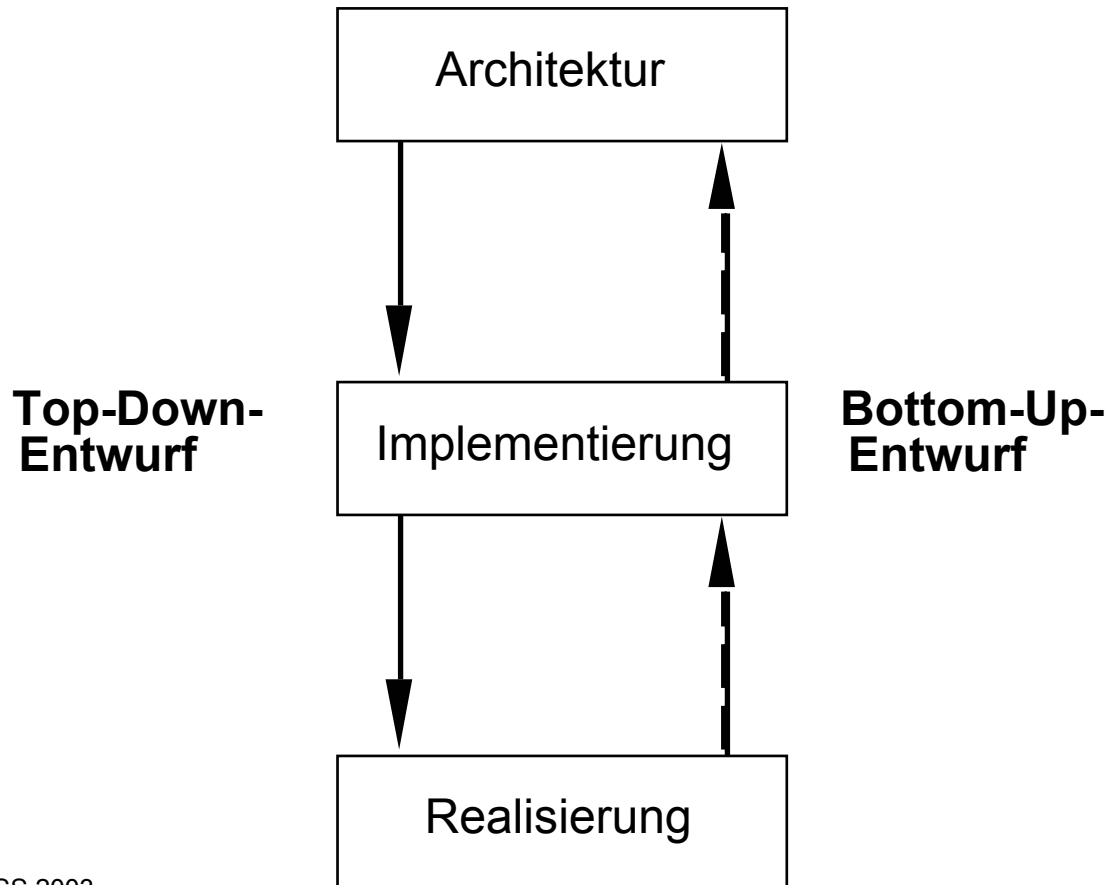 Architektur
Top-Down-
Entwurf
Implementierung
Bottom-Up-
Entwurf
Realisierung